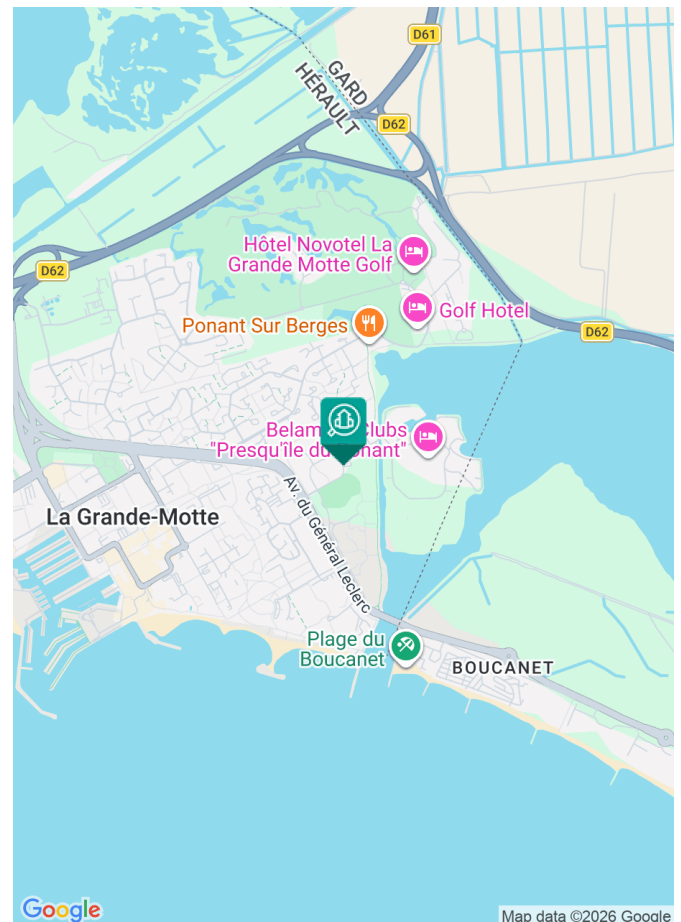 D61
GARD
HÉRAULT
D62
Hôtel Novotel La
Grande Motte Golf
D62
Golf Hotel
Ponant Sur Berges
D62
Clubs
"Presqu'île du
La Grande-Motte
Av. du Général Leclerc
Plage du
Boucanet
BOUCANET
Google
Map data ©2026 Google